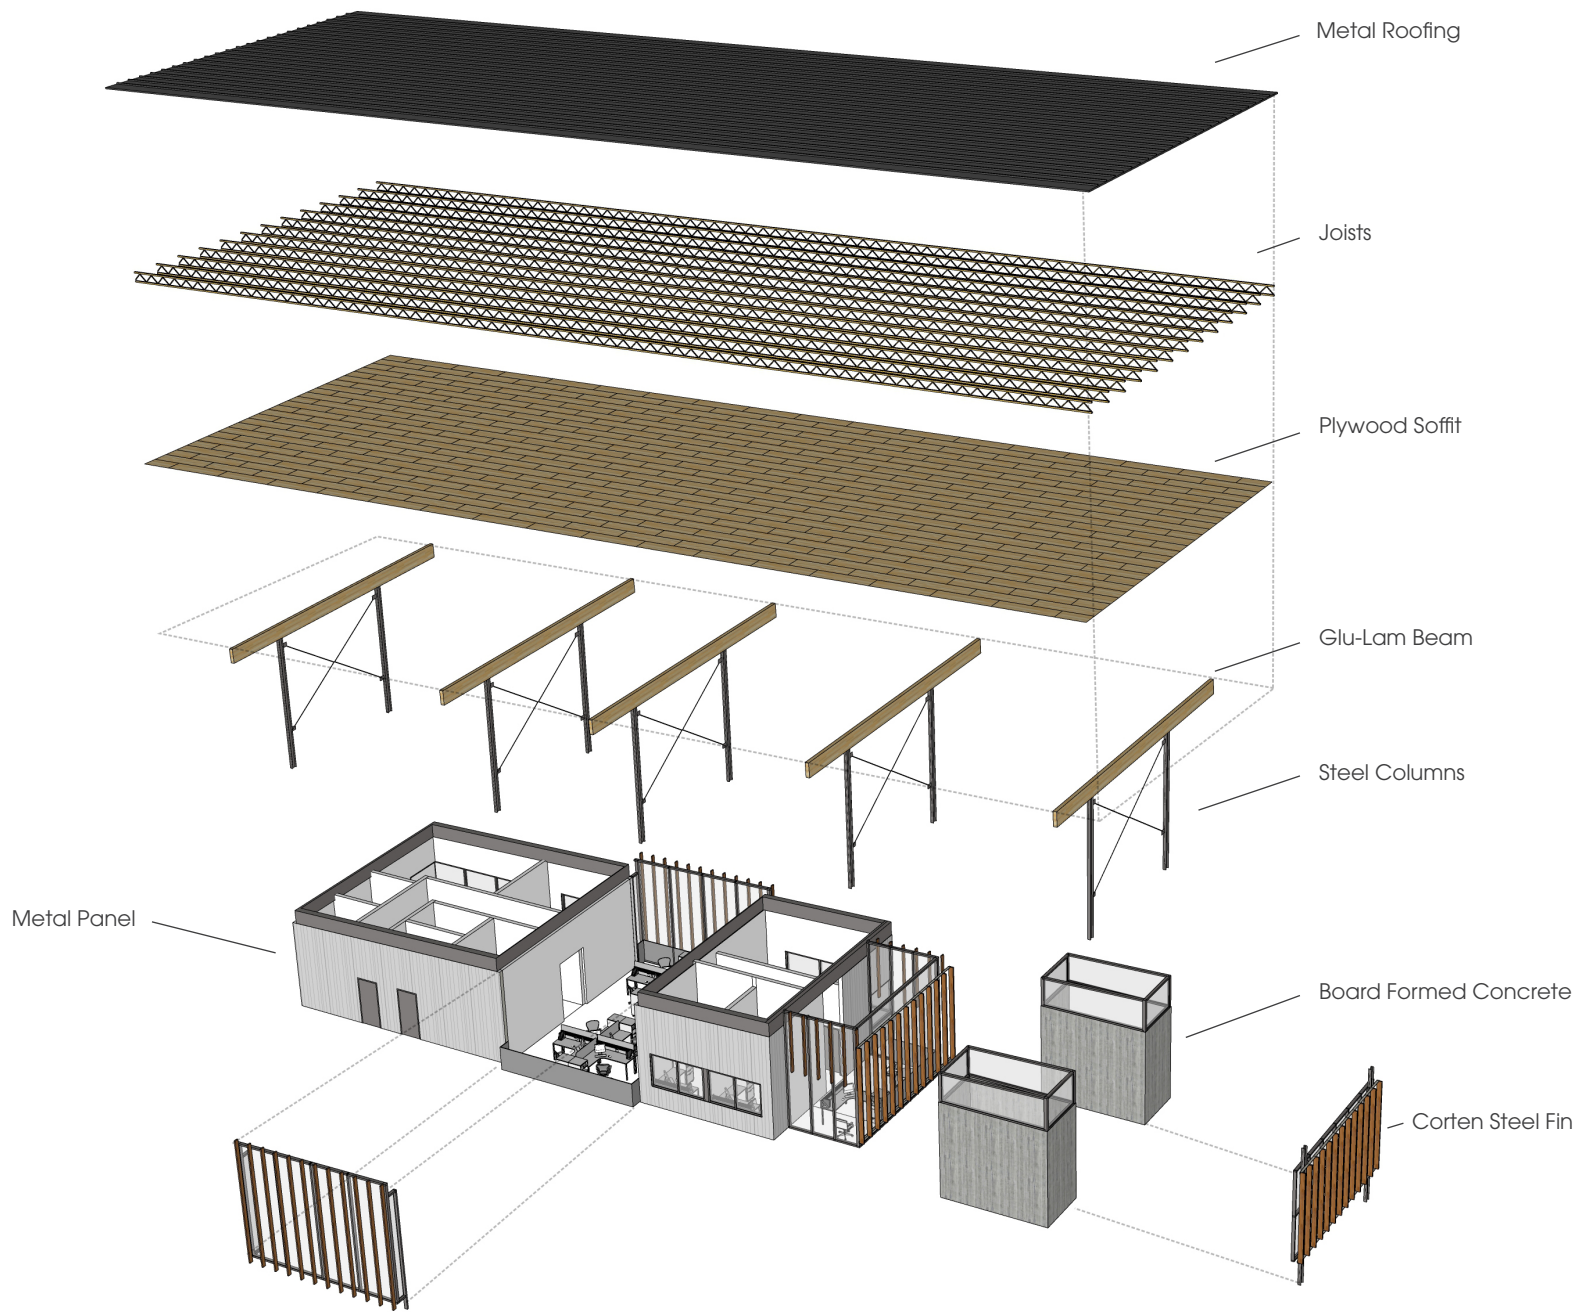 Metal Roofing
Joists
Plywood Soffit
Glu-Lam Beam
Steel Columns
Metal Panel
Board Formed Concrete
Corten Steel Fin